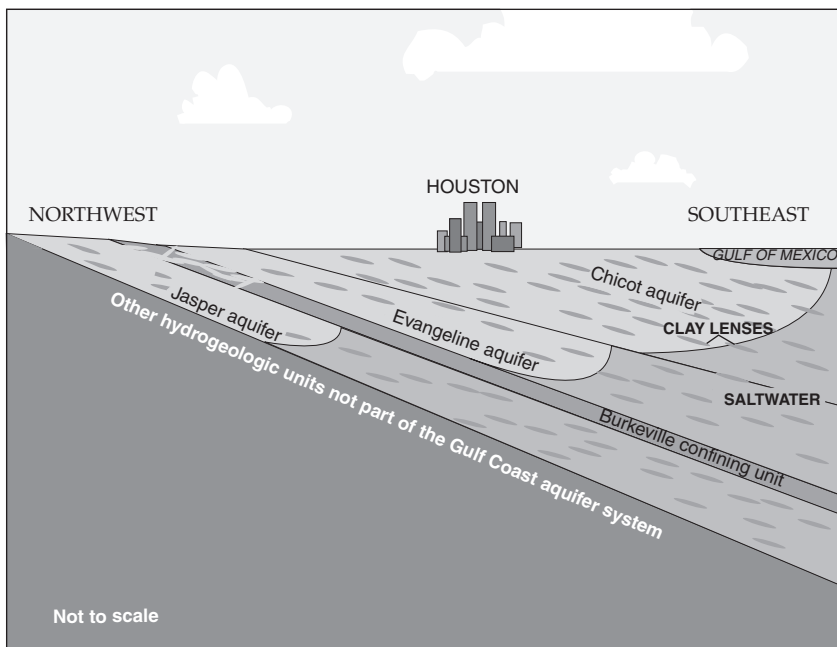 HOUSTON
NORTHWEST
SOUTHEAST
GULF OF MEXICO
Chicot aquifer
Jasper aquifer
Evangeline aquifer
CLAY LENSES
SALTWATER
Burkeville confining unit
Other hydrogeologic units not part of the Gulf Coast aquifer system
Not to scale